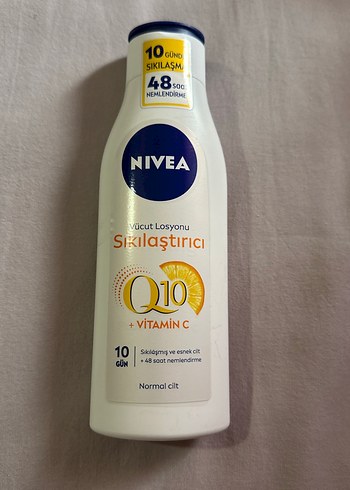 10 GÜNDE
SIKILAŞMA
48 saat
NEMLENDİRME
NIVEA
Vücut Losyonu
Sıkılaştırıcı
Q10
+ VİTAMİN C
10
GÜN
Sıkılaşmış ve esnek cilt
+ 48 saat nemlendirme
Normal cilt